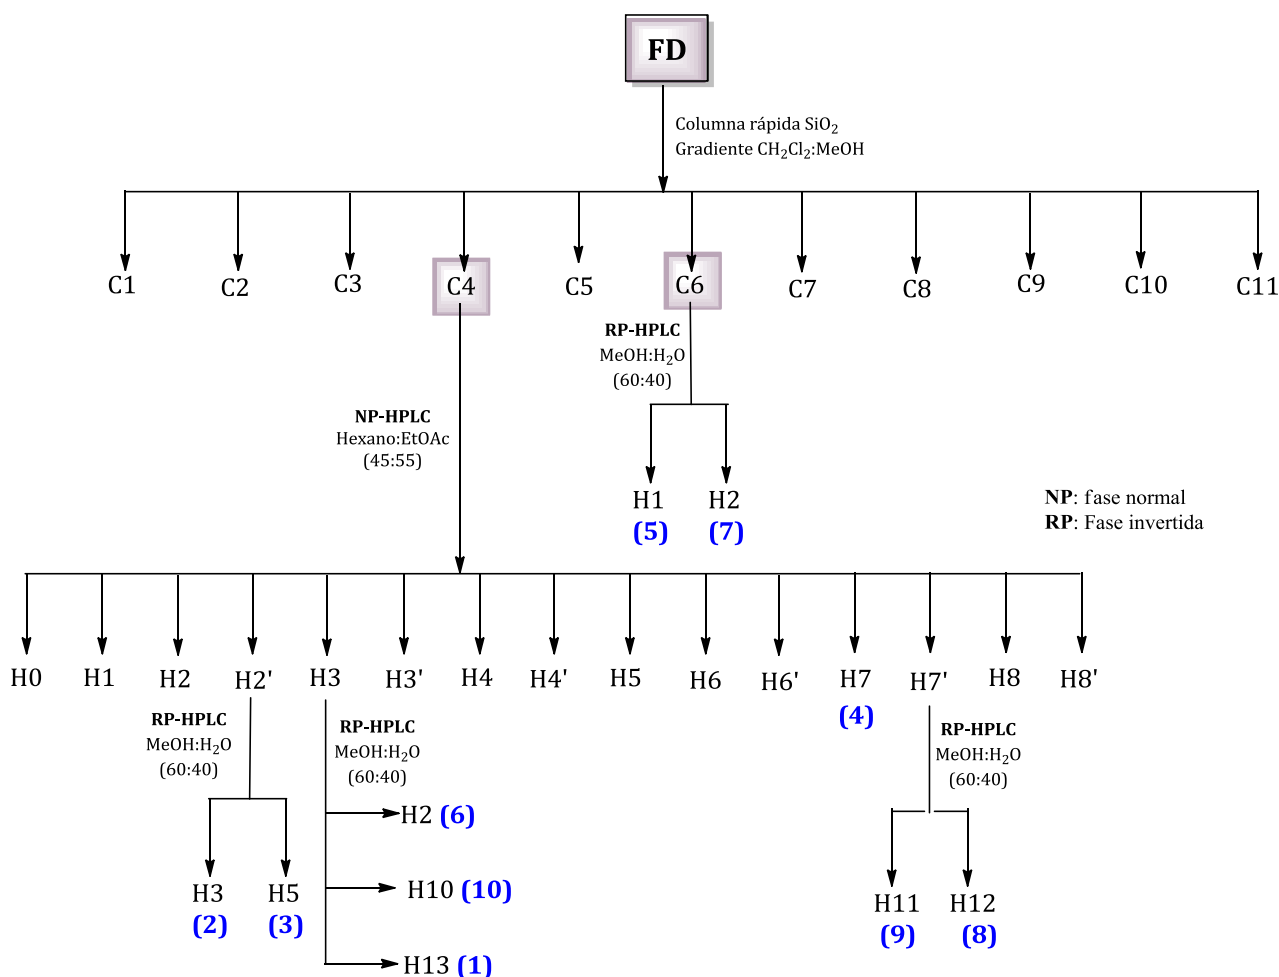 FD
Columna rápida SiO₂
Gradiente CH₂Cl₂:MeOH
C1 C2 C3 C4 C5 C6 C7 C8 C9 C10 C11
RP-HPLC
MeOH:H₂O
(60:40)
NP-HPLC
Hexano:EtOAc
(45:55)
H1 H2
(5) (7)
NP: fase normal
RP: Fase invertida
H0 H1 H2 H2' H3 H3' H4 H4' H5 H6 H6' H7 H7' H8 H8'
(4)
RP-HPLC
MeOH:H₂O
(60:40)
RP-HPLC
MeOH:H₂O
(60:40)
RP-HPLC
MeOH:H₂O
(60:40)
H2 (6)
H3 H5
(2) (3)
H10 (10)
H13 (1)
H11 H12
(9) (8)